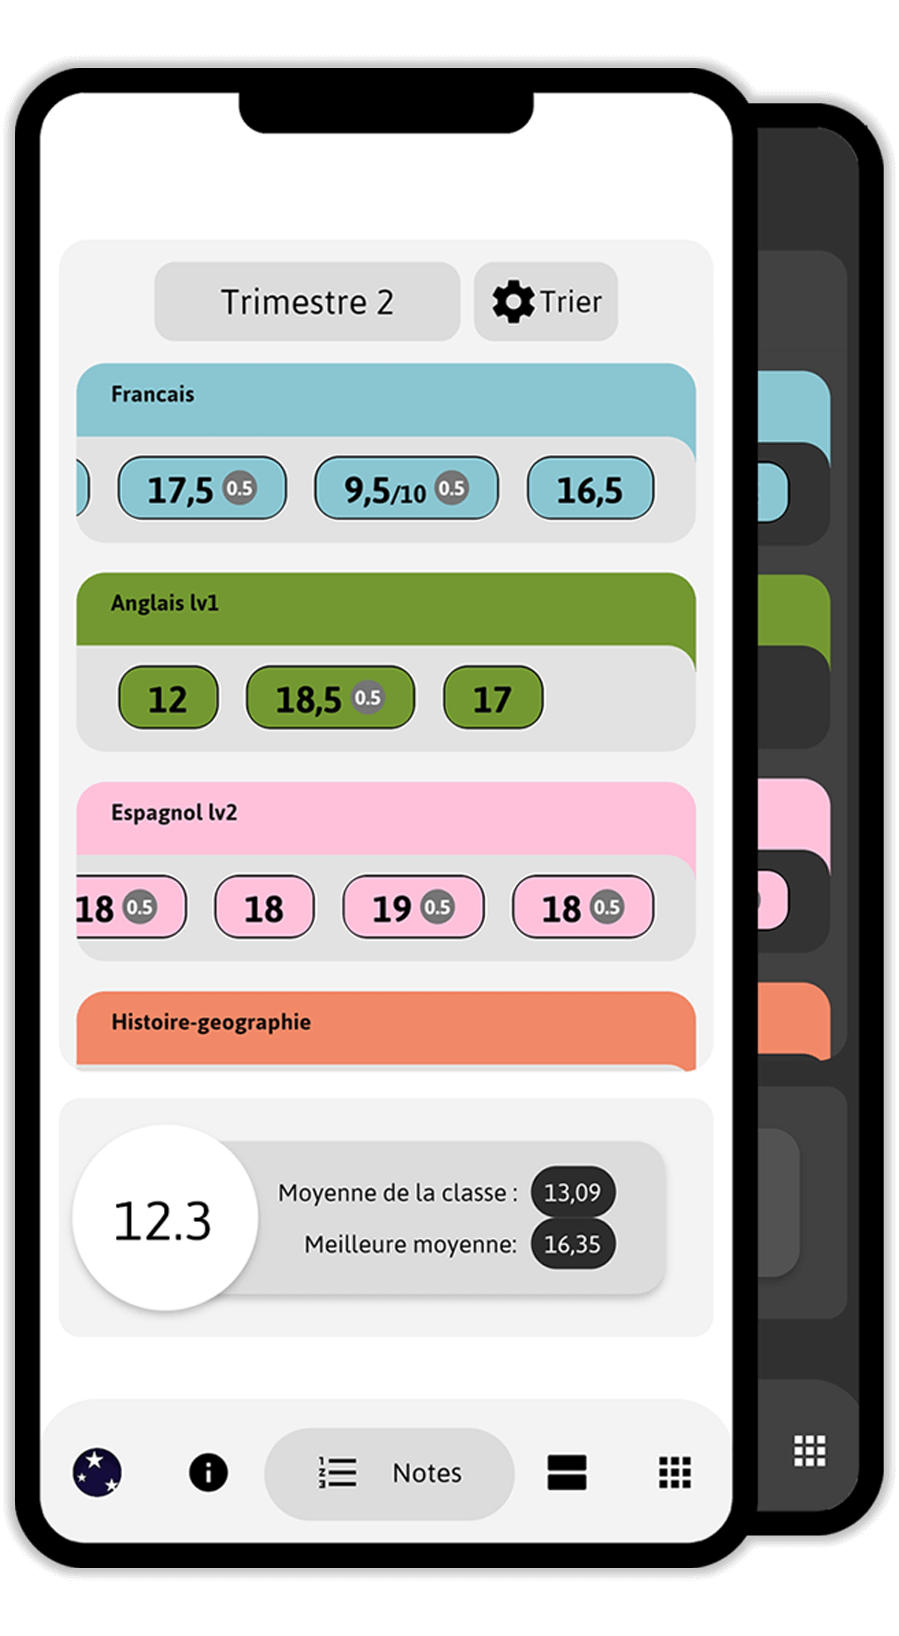 Trimestre 2 Trier
Francais
17,5 0.5 9,5/10 0.5 16,5
Anglais lv1
12 18,5 0.5 17
Espagnol lv2
18 0.5 18 19 0.5 18 0.5
Histoire-geographie
12.3
Moyenne de la classe : 13,09
Meilleure moyenne: 16,35
Notes